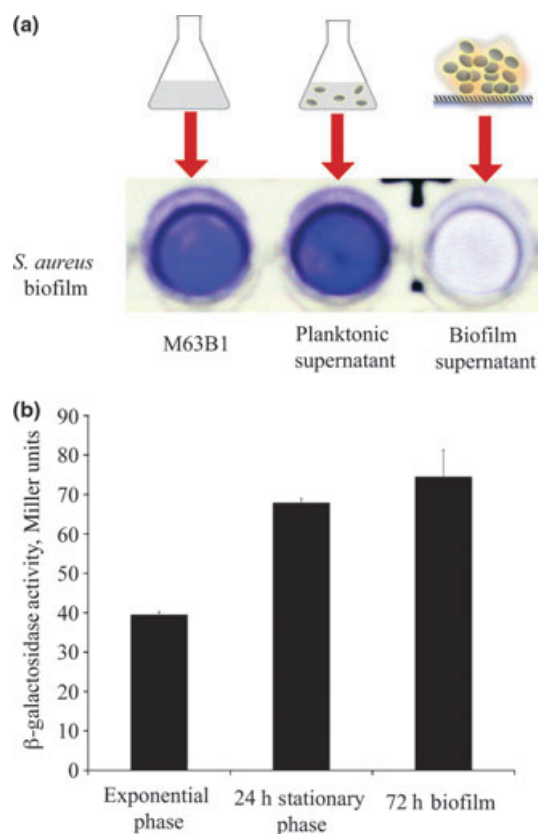 (a)
S. aureus
biofilm
M63B1
Planktonic
supernatant
Biofilm
supernatant
(b)
β-galactosidase activity, Miller units
90
80
70
60
50
40
30
20
10
0
Exponential
phase
24 h stationary
phase
72 h biofilm